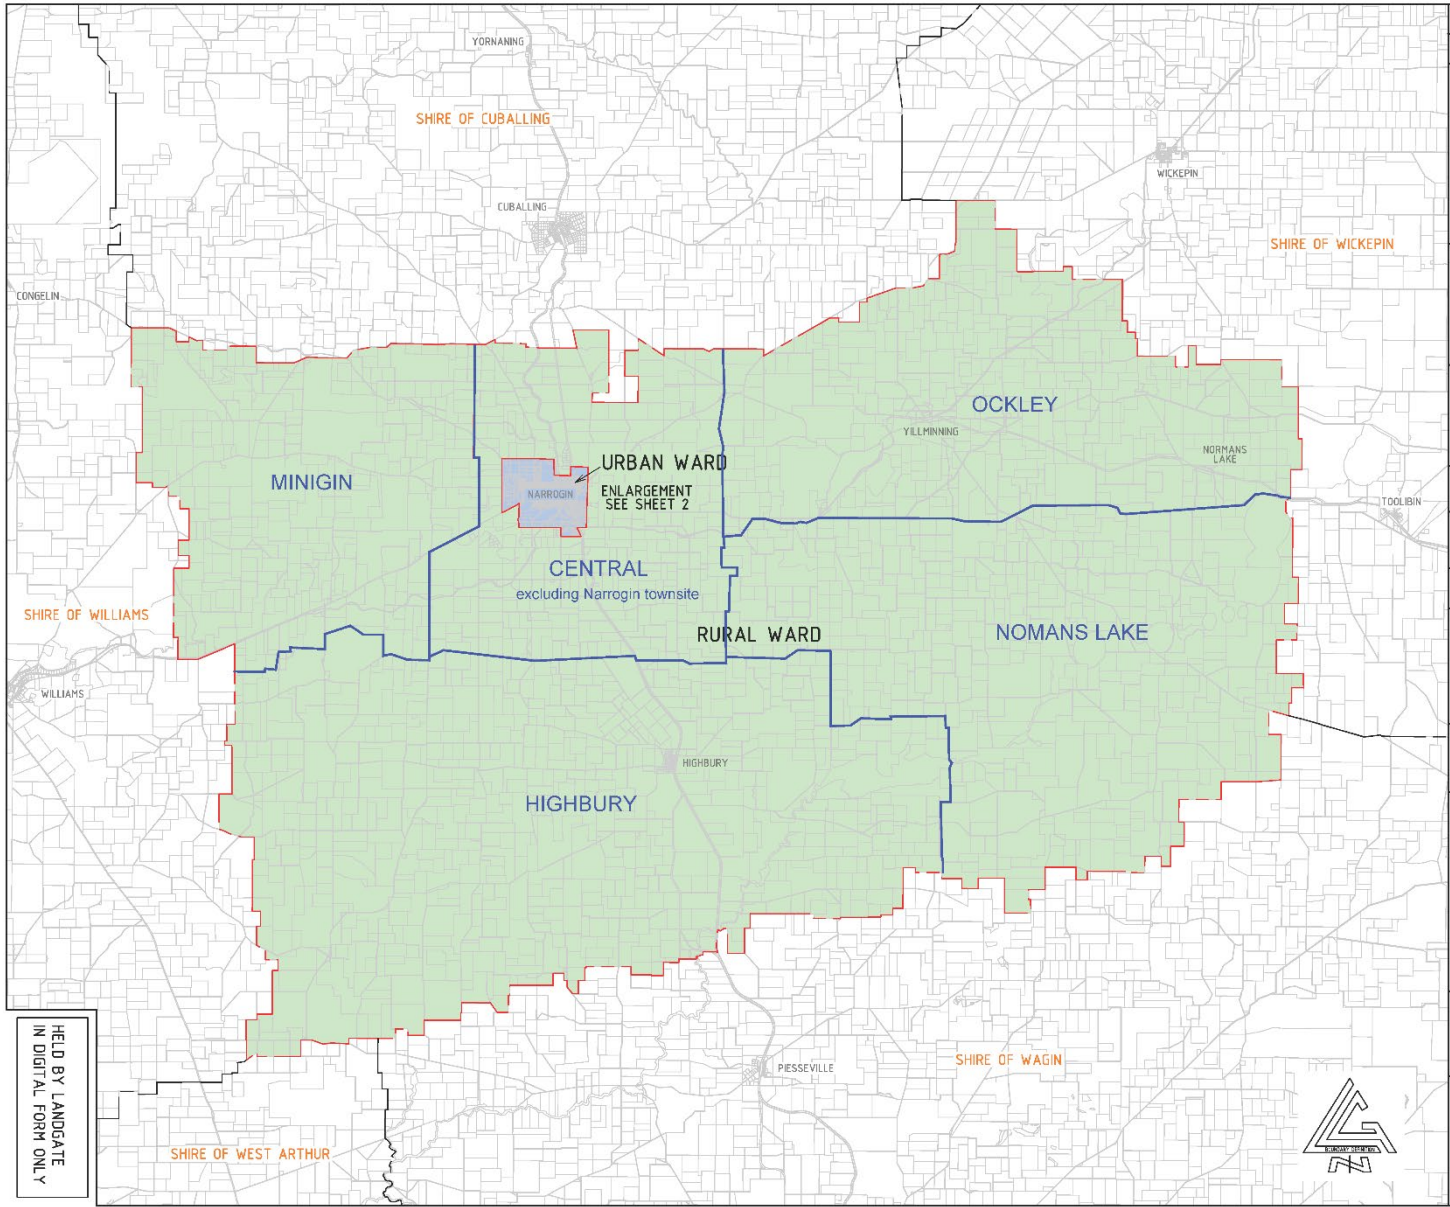 YORNANING
SHIRE OF CUBALLING
WICKEPIN
CUBALLING
SHIRE OF WICKEPIN
CONGELIN
OCKLEY
YILLMINNING
NORMANS
LAKE
URBAN WARD
MINIGIN
NARROGIN
ENLARGEMENT
SEE SHEET 2
TOOLIBIN
CENTRAL
excluding Narrogin townsite
SHIRE OF WILLIAMS
RURAL WARD
NOMANS LAKE
WILLIAMS
HIGHBURY
HIGHBURY
SHIRE OF WAGIN
PIESSEVILLE
HELD BY LANDGATE
IN DIGITAL FORM ONLY
SHIRE OF WEST ARTHUR
BOUNDARY DEFINITION